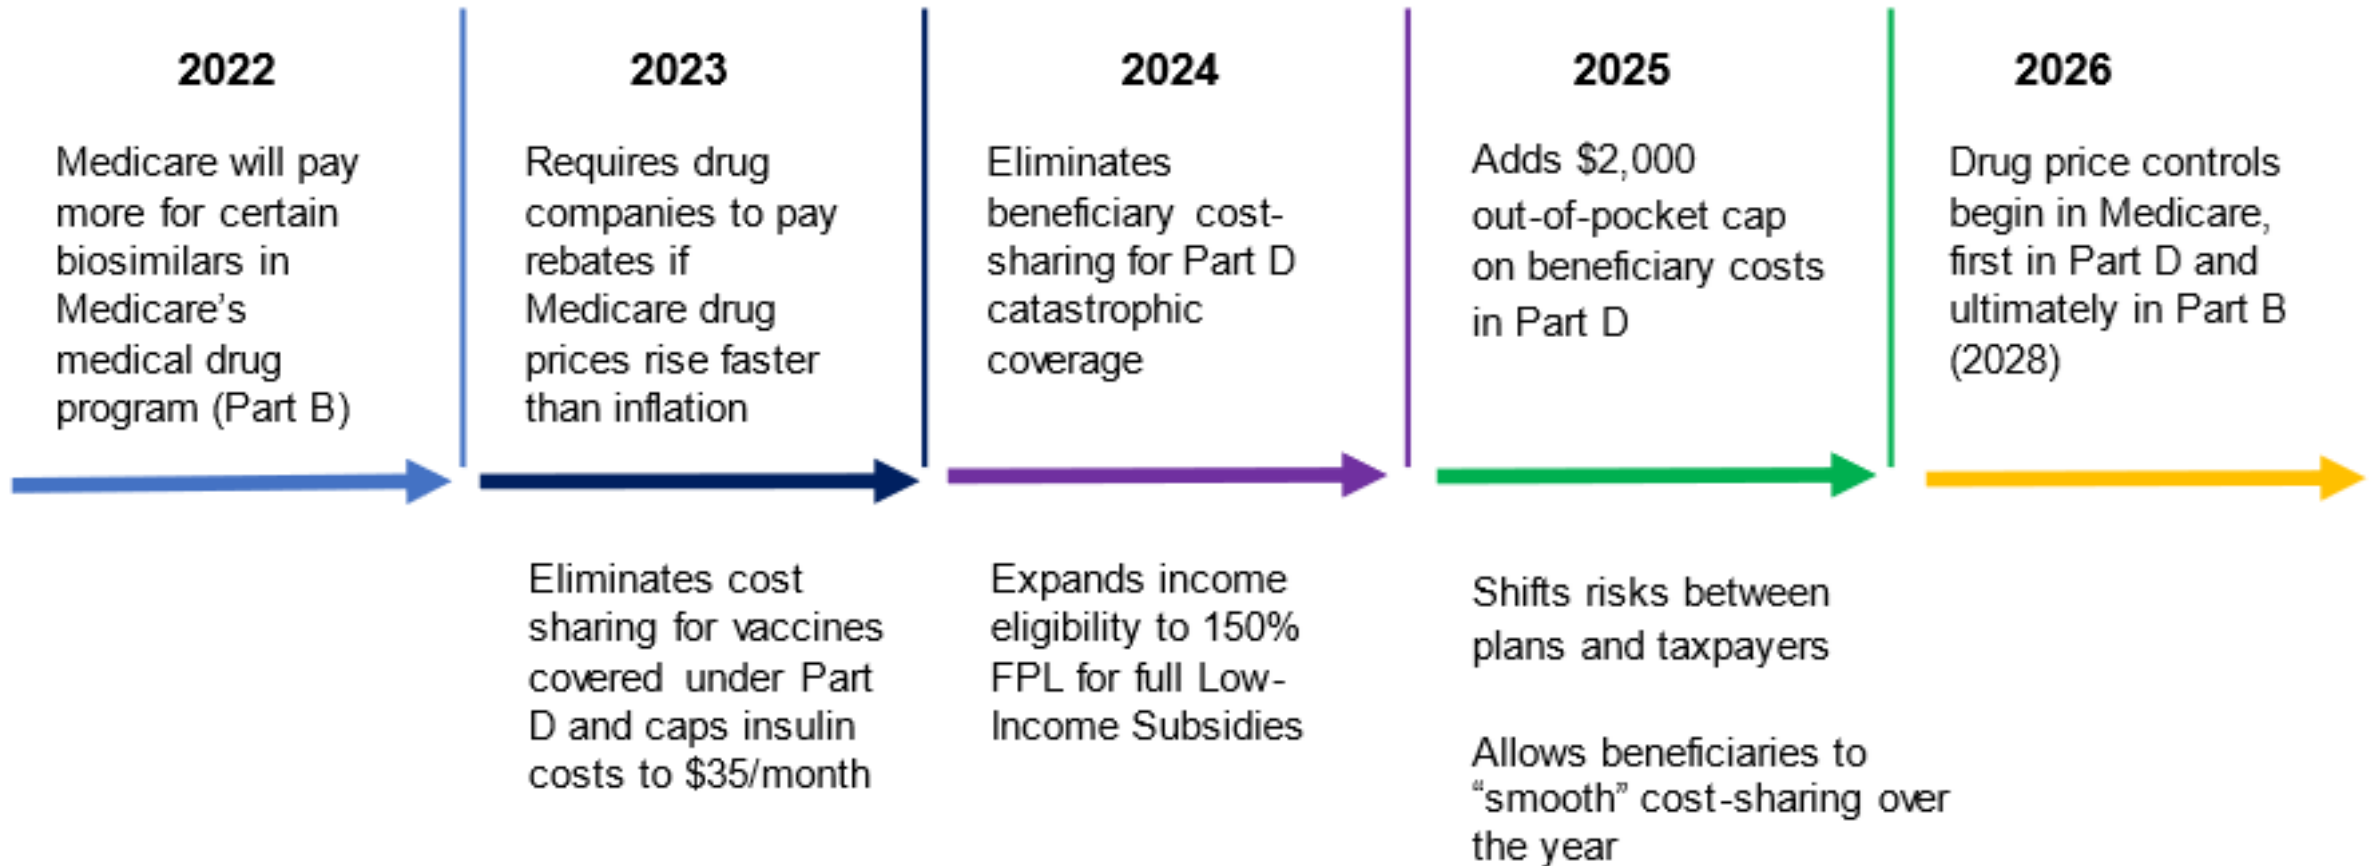 2022
Medicare will pay
more for certain
biosimilars in
Medicare’s
medical drug
program (Part B)
2023
Requires drug
companies to pay
rebates if
Medicare drug
prices rise faster
than inflation
Eliminates cost
sharing for vaccines
covered under Part
D and caps insulin
costs to $35/month
2024
Eliminates
beneficiary cost-
sharing for Part D
catastrophic
coverage
Expands income
eligibility to 150%
FPL for full Low-
Income Subsidies
2025
Adds $2,000
out-of-pocket cap
on beneficiary costs
in Part D
Shifts risks between
plans and taxpayers
Allows beneficiaries to
“smooth” cost-sharing over
the year
2026
Drug price controls
begin in Medicare,
first in Part D and
ultimately in Part B
(2028)